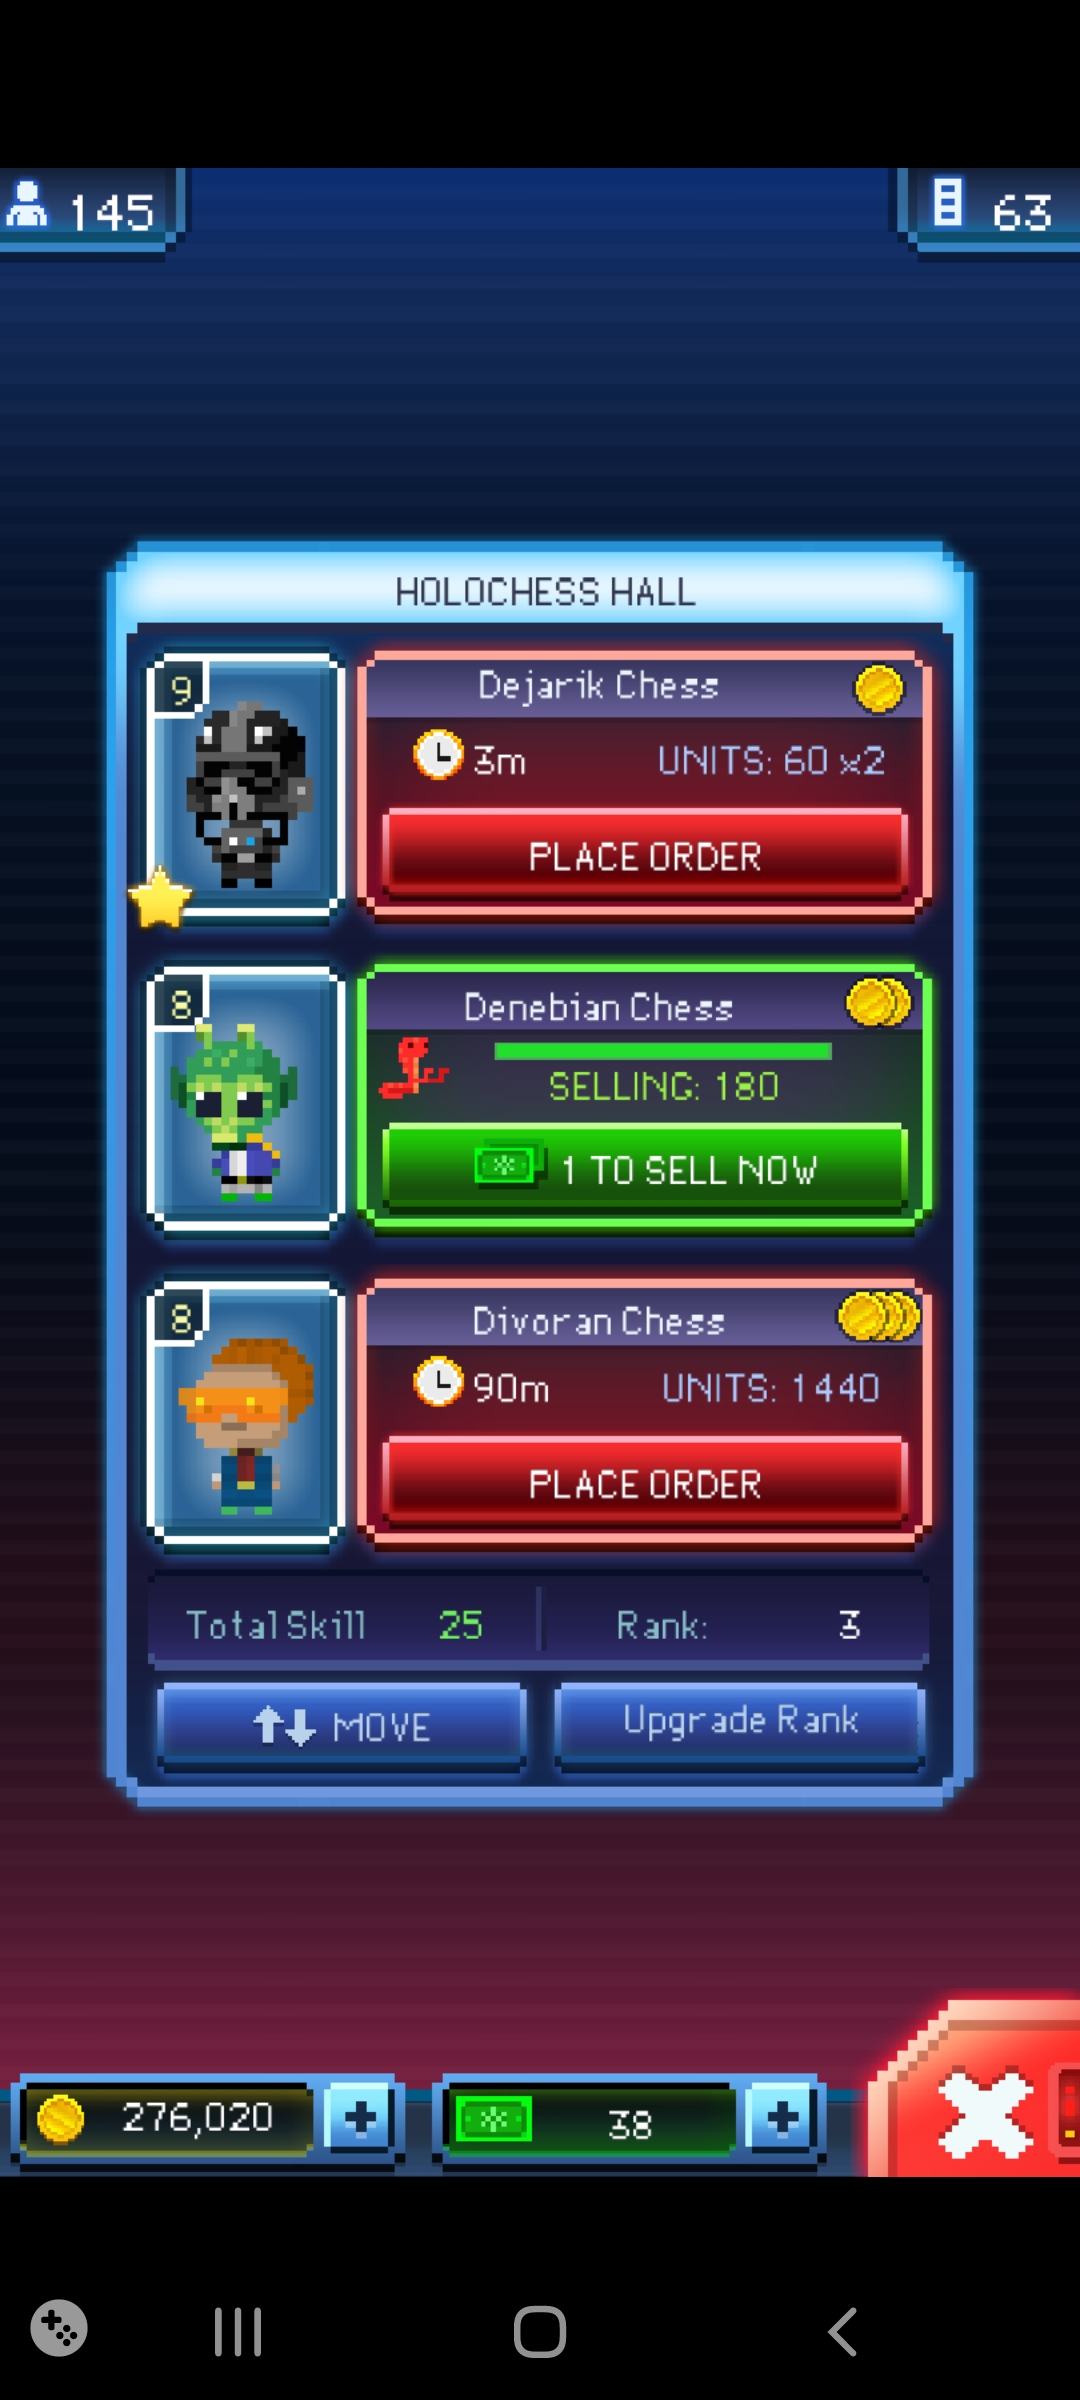 145
63
HOLOCHESS HALL
9
Dejarik Chess
3m
UNITS: 60 x2
PLACE ORDER
8
Denebian Chess
SELLING: 180
1 TO SELL NOW
8
Divoran Chess
90m
UNITS: 1440
PLACE ORDER
Total Skill 25
Rank: 3
MOVE
Upgrade Rank
276,020
38